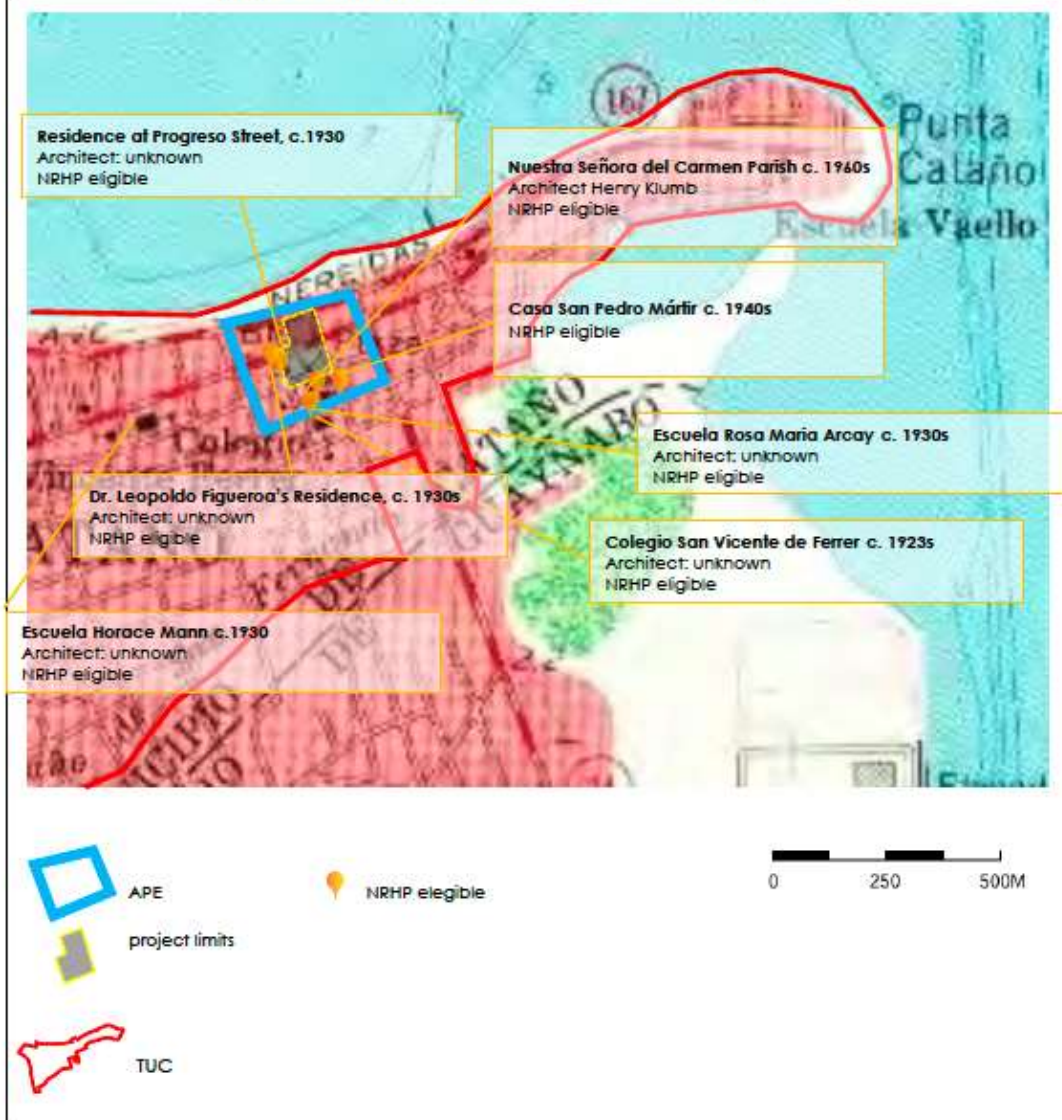 167
Punta
Cataño
Escuela Vaello
Residence at Progreso Street, c.1930
Architect: unknown
NRHP eligible
Nuestra Señora del Carmen Parish c. 1960s
Architect Henry Klumb
NRHP eligible
NEREIDAS
Casa San Pedro Mártir c. 1940s
NRHP eligible
AVE
CATAÑO
GUAYNABO
Escuela Rosa Maria Arcay c. 1930s
Architect: unknown
NRHP eligible
Dr. Leopoldo Figueroa's Residence, c. 1930s
Architect: unknown
NRHP eligible
Colegio San Vicente de Ferrer c. 1923s
Architect: unknown
NRHP eligible
DE
Escuela Horace Mann c.1930
Architect: unknown
NRHP eligible
2.2
APE
NRHP elegible
0 250 500M
project limits
TUC